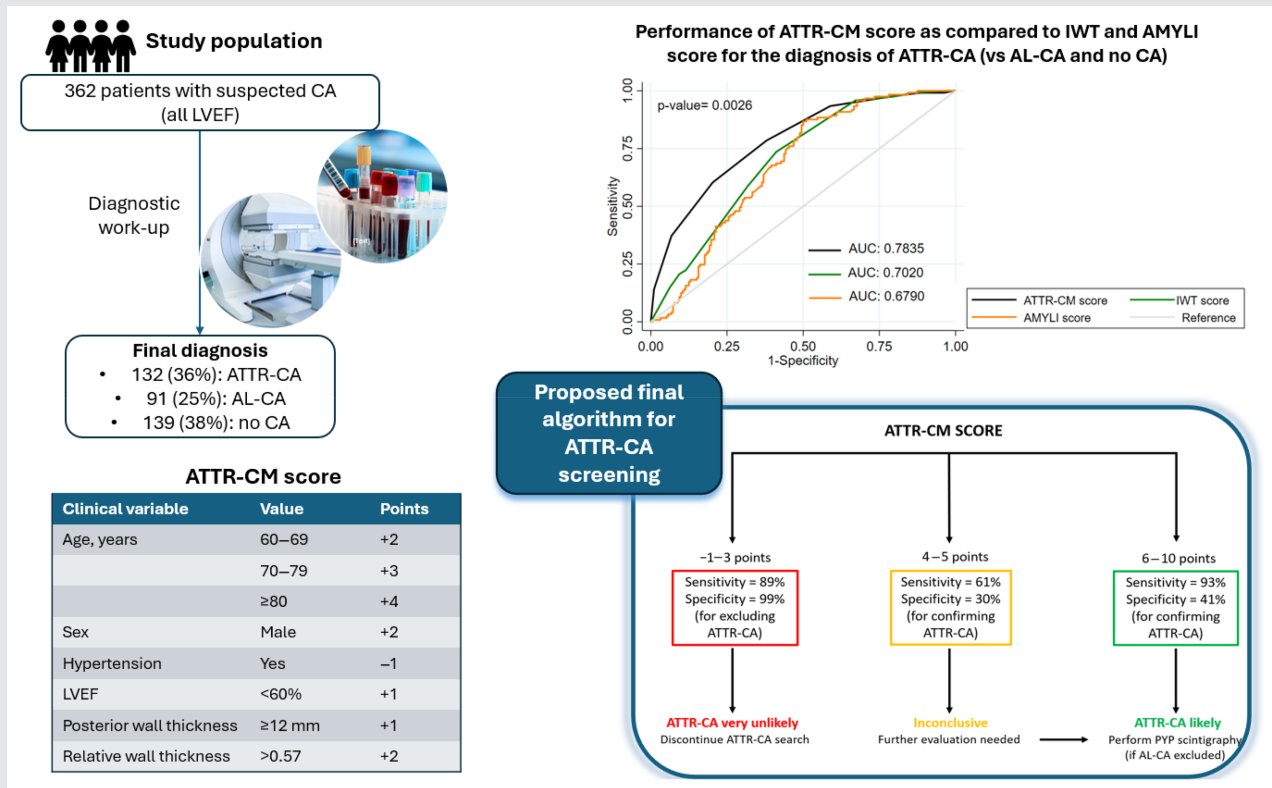 Study population
362 patients with suspected CA
(all LVEF)
Diagnostic
work-up
Final diagnosis
• 132 (36%): ATTR-CA
• 91 (25%): AL-CA
• 139 (38%): no CA
ATTR-CM score
Clinical variable Value Points
Age, years 60–69 +2
70–79 +3
≥80 +4
Sex Male +2
Hypertension Yes –1
LVEF <60% +1
Posterior wall thickness ≥12 mm +1
Relative wall thickness >0.57 +2
Performance of ATTR-CM score as compared to IWT and AMYLI
score for the diagnosis of ATTR-CA (vs AL-CA and no CA)
p-value= 0.0026
Sensitivity
1.00
0.75
0.50
0.25
0.00
AUC: 0.7835
AUC: 0.7020
AUC: 0.6790
0.00 0.25 0.50 0.75 1.00
1-Specificity
ATTR-CM score IWT score
AMYLI score Reference
Proposed final
algorithm for
ATTR-CA
screening
ATTR-CM SCORE
–1–3 points
Sensitivity = 89%
Specificity = 99%
(for excluding
ATTR-CA)
ATTR-CA very unlikely
Discontinue ATTR-CA search
4–5 points
Sensitivity = 61%
Specificity = 30%
(for confirming
ATTR-CA)
Inconclusive
Further evaluation needed
6–10 points
Sensitivity = 93%
Specificity = 41%
(for confirming
ATTR-CA)
ATTR-CA likely
Perform PYP scintigraphy
(if AL-CA excluded)